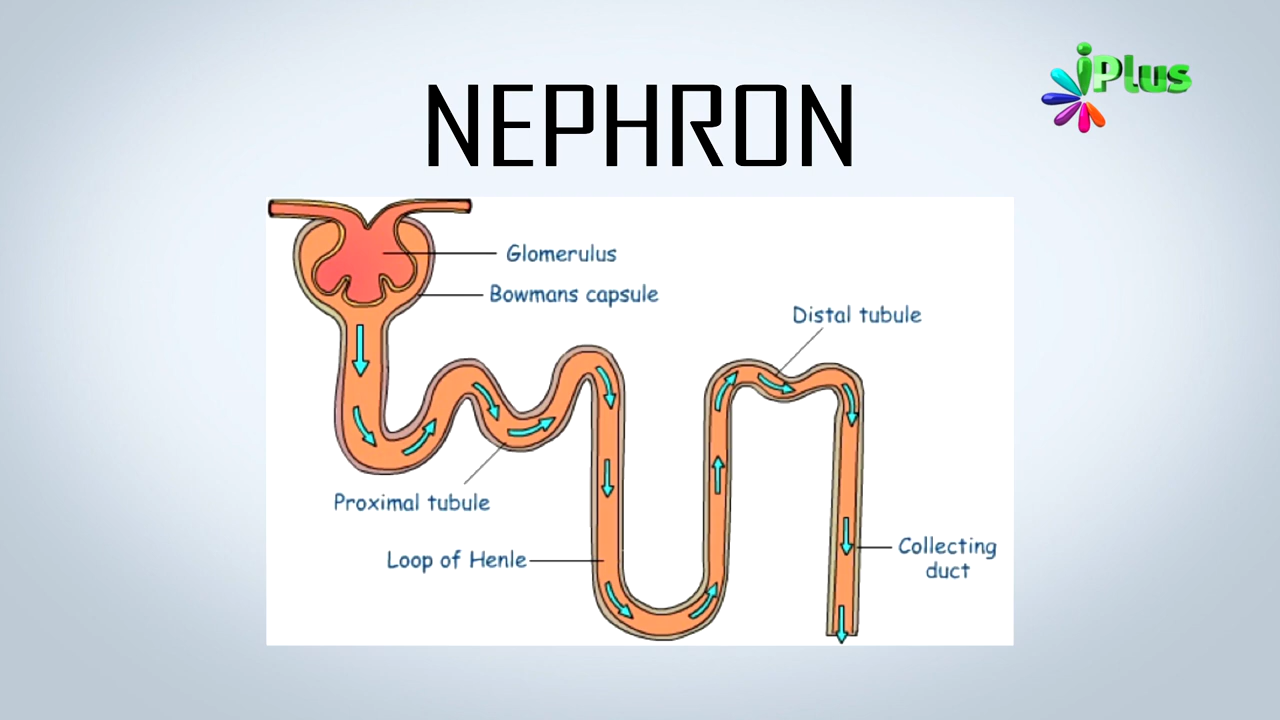 iPlus
NEPHRON
Glomerulus
Bowmans capsule
Distal tubule
Proximal tubule
Loop of Henle
Collecting
duct